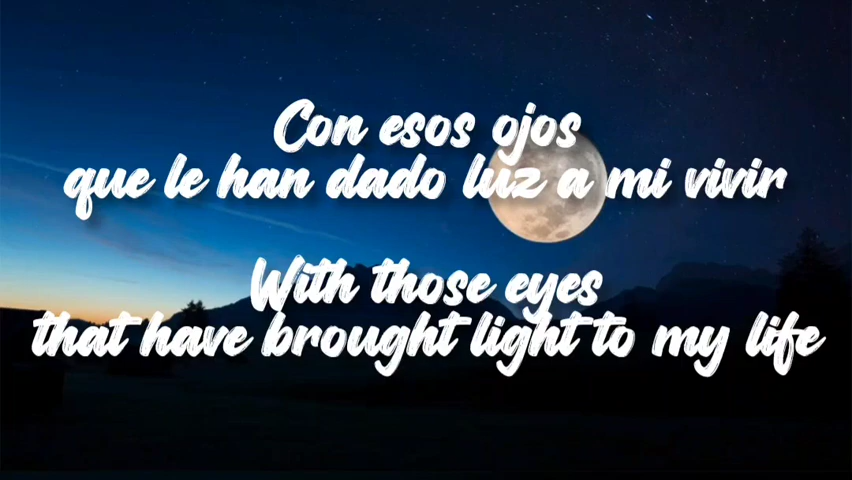 Con esos ojos
que le han dado luz a mi vivir
With those eyes
that have brought light to my life